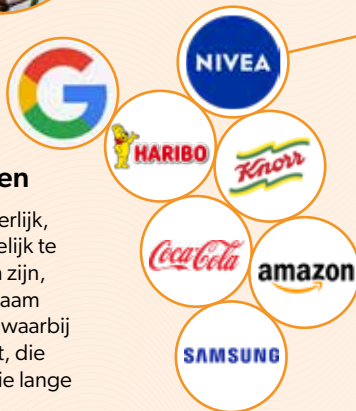 NIVEA
G
HARIBO
Knorr
en
erlijk,
Coca-Cola
elijk te
zijn,
amazon
aam
waarbij
SAMSUNG
t, die
ie lange